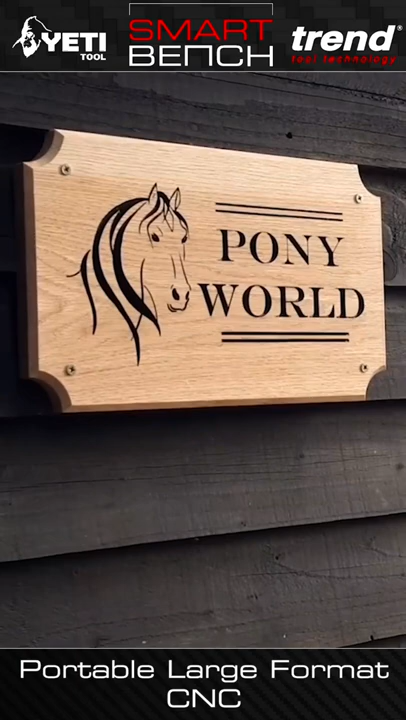 YETI
TOOL
SMART
BENCH
trend®
tool technology
PONY
WORLD
Portable Large Format
CNC